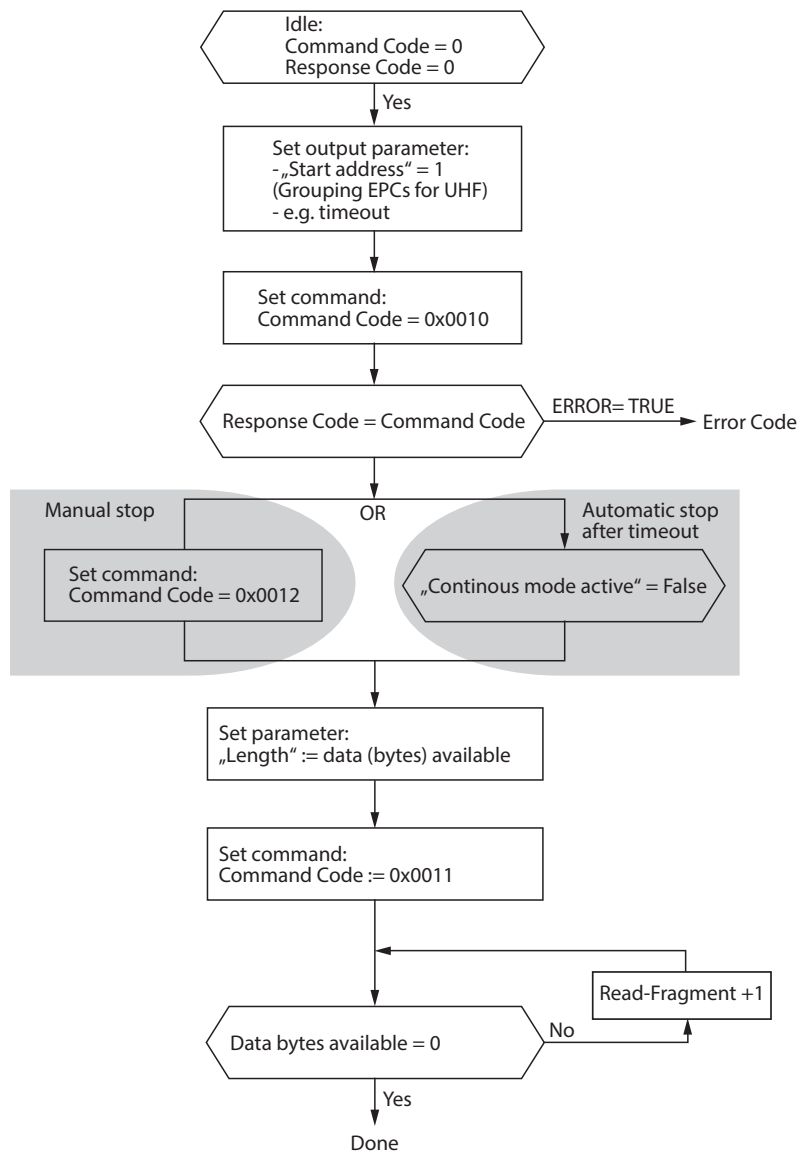 Idle:
Command Code = 0
Response Code = 0
Yes
Set output parameter:
-„Start address“ = 1
(Grouping EPCs for UHF)
- e.g. timeout
Set command:
Command Code = 0x0010
Response Code = Command Code
ERROR= TRUE
Error Code
OR
Manual stop
Set command:
Command Code = 0x0012
Automatic stop
after timeout
„Continous mode active“ = False
Set parameter:
„Length“ := data (bytes) available
Set command:
Command Code := 0x0011
Read-Fragment +1
Data bytes available = 0
No
Yes
Done